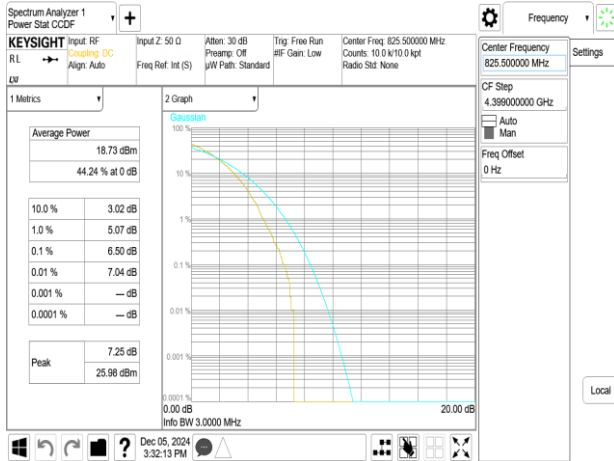 Spectrum Analyzer 1
Power Stat CCDF
Frequency
KEYSIGHT
RL
LXI
Input: RF
Coupling: DC
Align: Auto
Input Z: 50 Ω
Freq Ref: Int (S)
Atten: 30 dB
Preamp: Off
µW Path: Standard
Trig: Free Run
#IF Gain: Low
Center Freq: 825.500000 MHz
Counts: 10.0 k/10.0 kpt
Radio Std: None
Center Frequency
825.500000 MHz
Settings
CF Step
4.399000000 GHz
Auto
Man
Freq Offset
0 Hz
1 Metrics
Average Power
18.73 dBm
44.24 % at 0 dB
10.0 % 3.02 dB
1.0 % 5.07 dB
0.1 % 6.50 dB
0.01 % 7.04 dB
0.001 % --- dB
0.0001 % --- dB
Peak
7.25 dB
25.98 dBm
2 Graph
Gaussian
100 %
10 %
1 %
0.1 %
0.01 %
0.001 %
0.0001 %
0.00 dB
20.00 dB
Info BW 3.0000 MHz
Local
?
Dec 05, 2024
3:32:13 PM